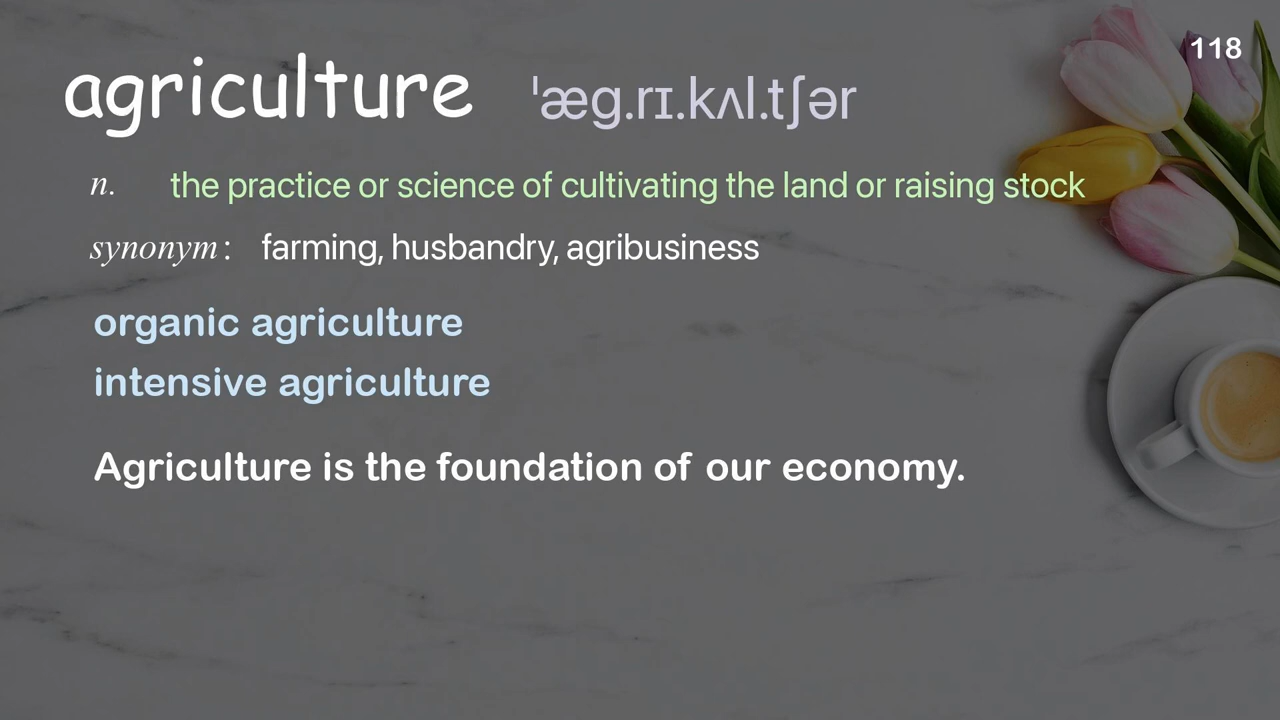 118
agriculture ˈæg.rɪ.kʌl.tʃər
n. the practice or science of cultivating the land or raising stock
synonym: farming, husbandry, agribusiness
organic agriculture
intensive agriculture
Agriculture is the foundation of our economy.